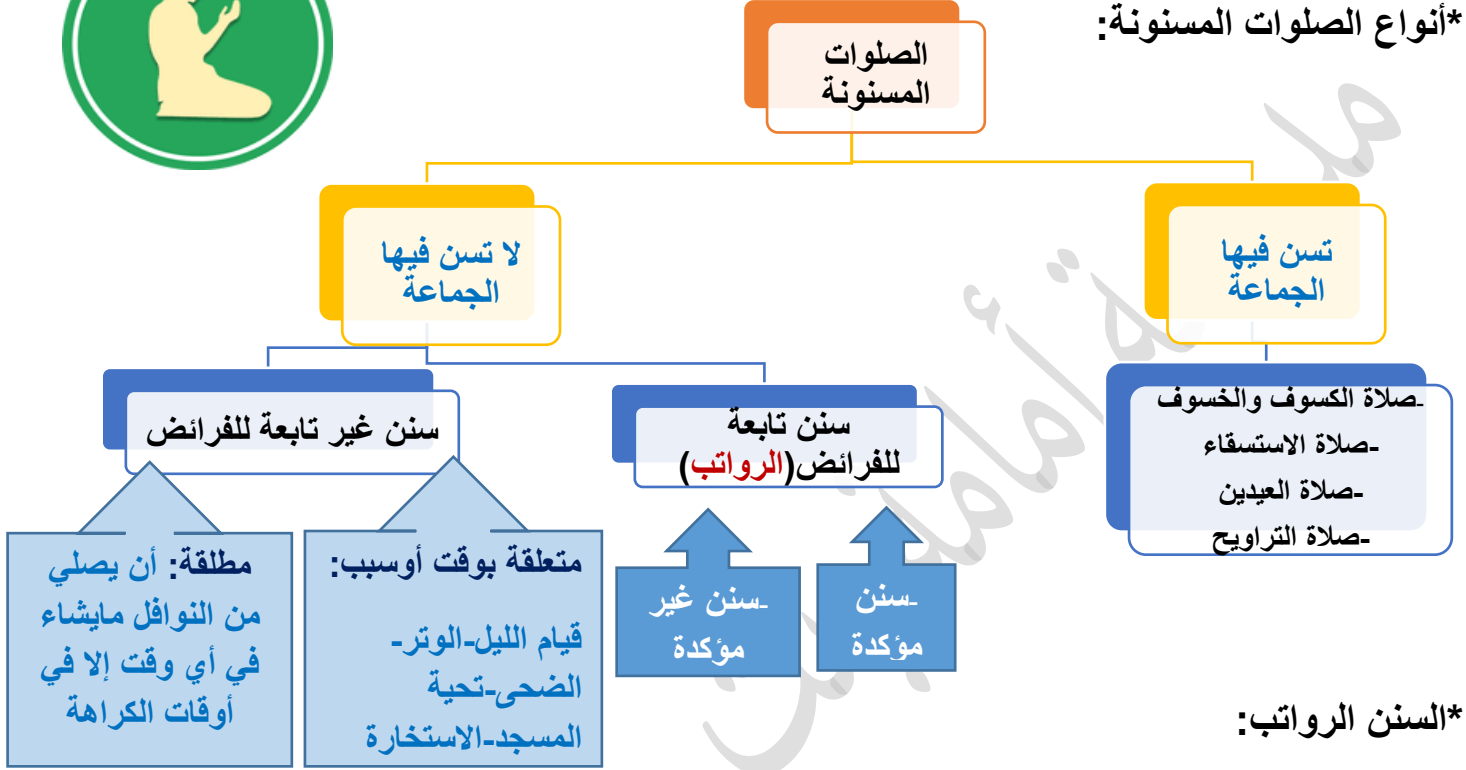 *أنواع الصلوات المسنونة:
الصلوات
المسنونة
تسن فيها
الجماعة
لا تسن فيها
الجماعة
-صلاة الكسوف والخسوف
-صلاة الاستسقاء
-صلاة العيدين
-صلاة التراويح
سنن تابعة
للفرائض(الرواتب)
سنن غير تابعة للفرائض
-سنن
مؤكدة
-سنن غير
مؤكدة
متعلقة بوقت أوسبب:
قيام الليل-الوتر-
الضحى-تحية
المسجد-الاستخارة
مطلقة: أن يصلي
من النوافل مايشاء
في أي وقت إلا في
أوقات الكراهة
*السنن الرواتب: